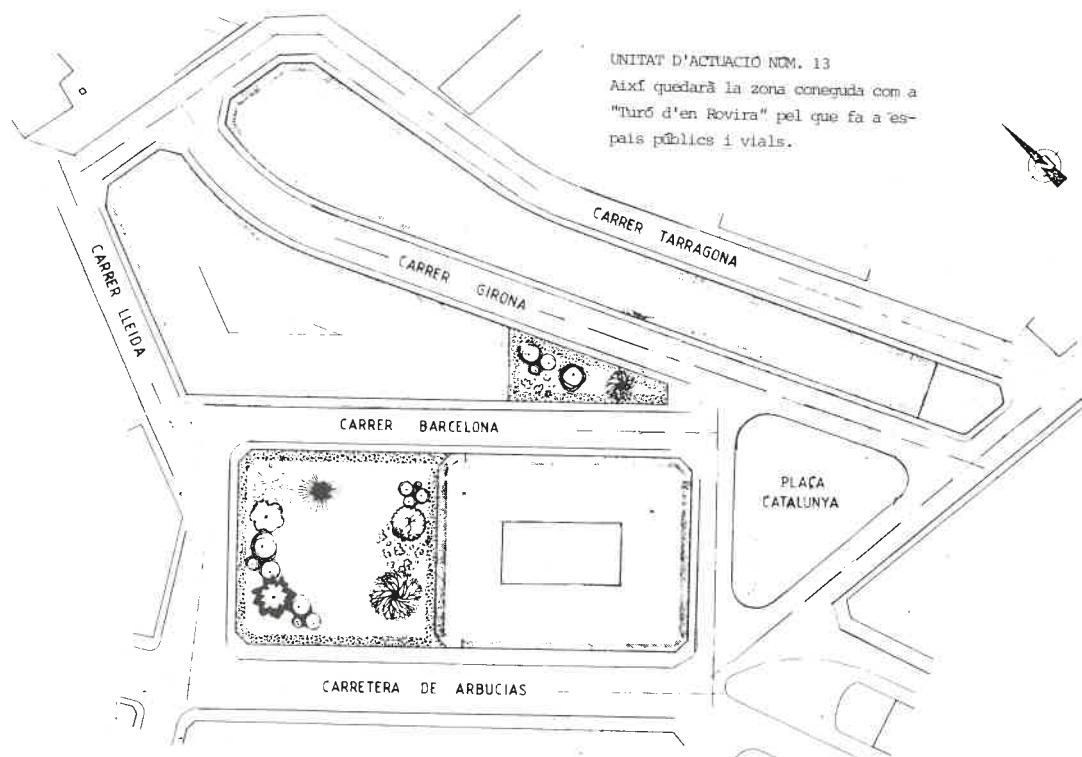 UNITAT D'ACTUACIÓ NÚM. 13
Així quedarà la zona coneguda com a
"Turó d'en Rovira" pel que fa a es-
pais públics i vials.
CARRER TARRAGONA
CARRER GIRONA
CARRER LLEIDA
CARRER BARCELONA
PLAÇA
CATALUNYA
CARRETERA DE ARBUCIAS